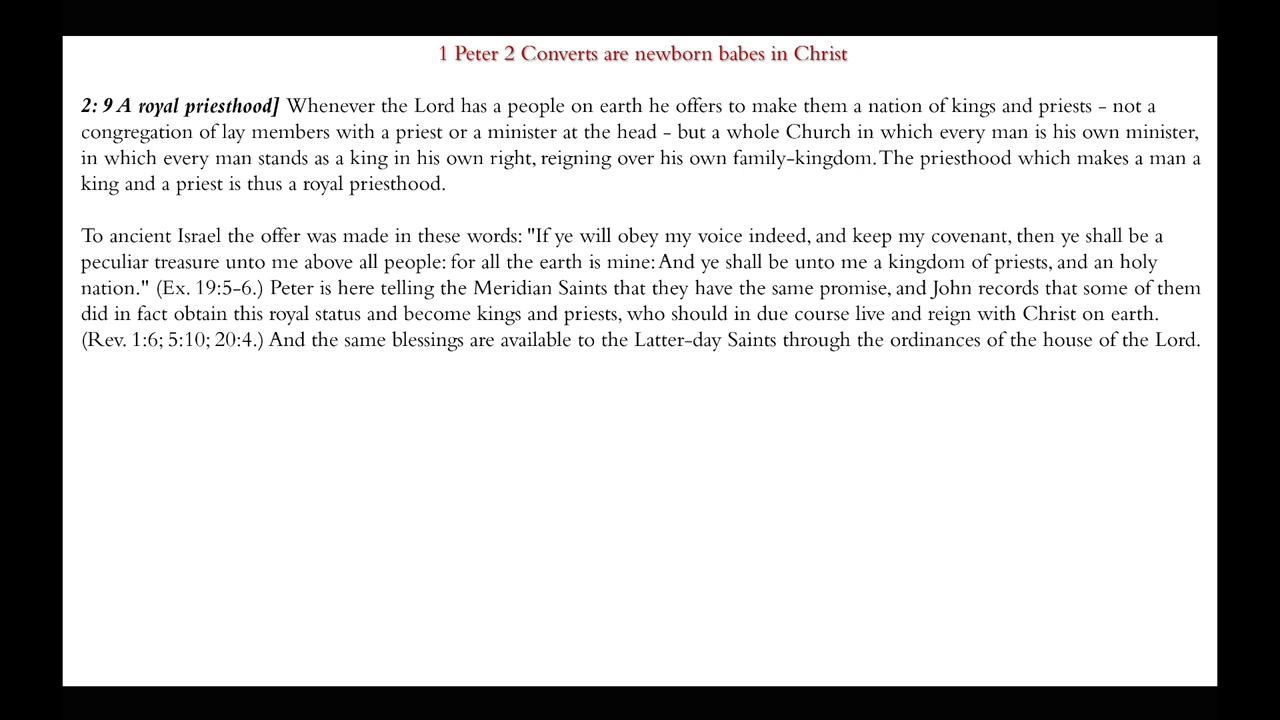 1 Peter 2 Converts are newborn babes in Christ
2: 9 A royal priesthood] Whenever the Lord has a people on earth he offers to make them a nation of kings and priests - not a
congregation of lay members with a priest or a minister at the head - but a whole Church in which every man is his own minister,
in which every man stands as a king in his own right, reigning over his own family-kingdom. The priesthood which makes a man a
king and a priest is thus a royal priesthood.
To ancient Israel the offer was made in these words: "If ye will obey my voice indeed, and keep my covenant, then ye shall be a
peculiar treasure unto me above all people: for all the earth is mine: And ye shall be unto me a kingdom of priests, and an holy
nation." (Ex. 19:5-6.) Peter is here telling the Meridian Saints that they have the same promise, and John records that some of them
did in fact obtain this royal status and become kings and priests, who should in due course live and reign with Christ on earth.
(Rev. 1:6; 5:10; 20:4.) And the same blessings are available to the Latter-day Saints through the ordinances of the house of the Lord.